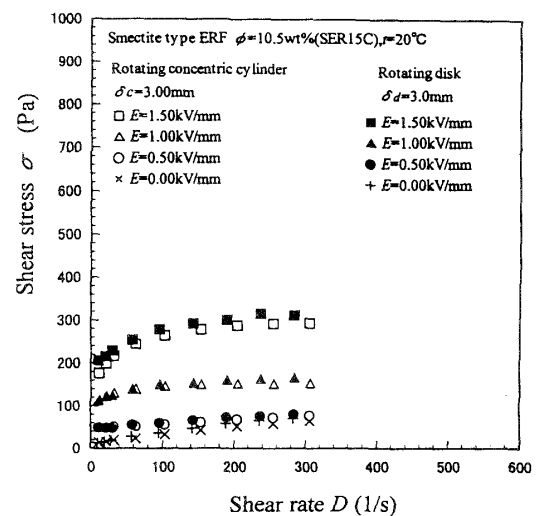 Smectite type ERF ϕ=10.5wt%(SER15C),t=20°C
Rotating concentric cylinder
δc=3.00mm
□ E=1.50kV/mm
△ E=1.00kV/mm
○ E=0.50kV/mm
× E=0.00kV/mm
Rotating disk
δd=3.0mm
■ E=1.50kV/mm
▲ E=1.00kV/mm
● E=0.50kV/mm
+ E=0.00kV/mm
Shear stress σ (Pa)
1000
900
800
700
600
500
400
300
200
100
0
0 100 200 300 400 500 600
Shear rate D (1/s)